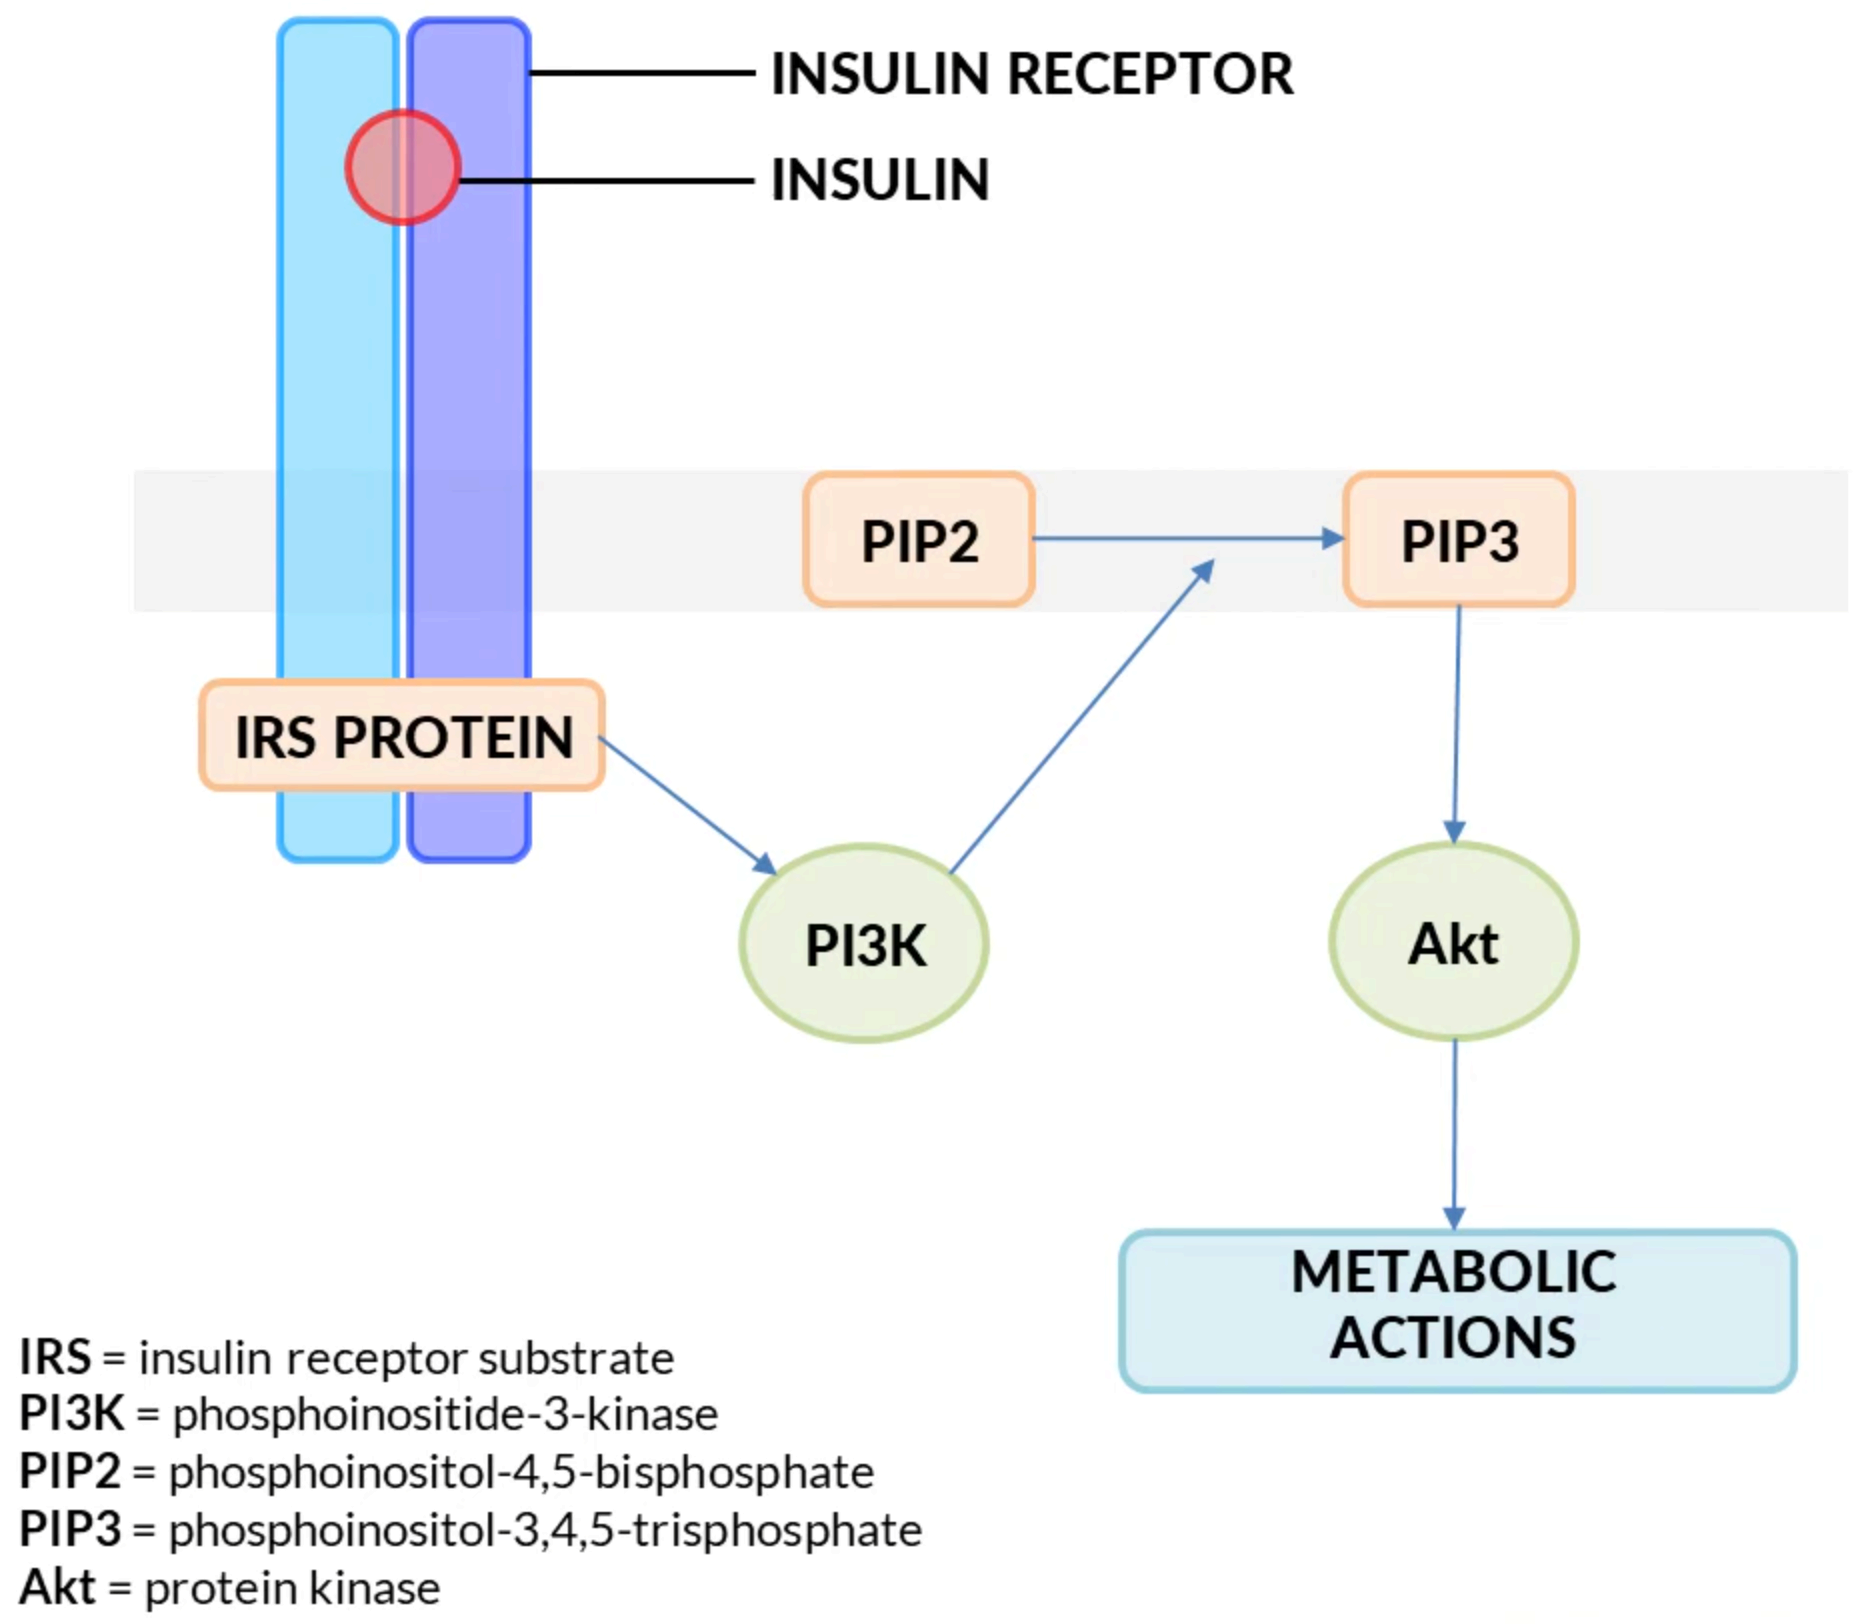 INSULIN RECEPTOR
INSULIN
PIP2
PIP3
IRS PROTEIN
PI3K
Akt
METABOLIC
ACTIONS
IRS = insulin receptor substrate
PI3K = phosphoinositide-3-kinase
PIP2 = phosphoinositol-4,5-bisphosphate
PIP3 = phosphoinositol-3,4,5-trisphosphate
Akt = protein kinase